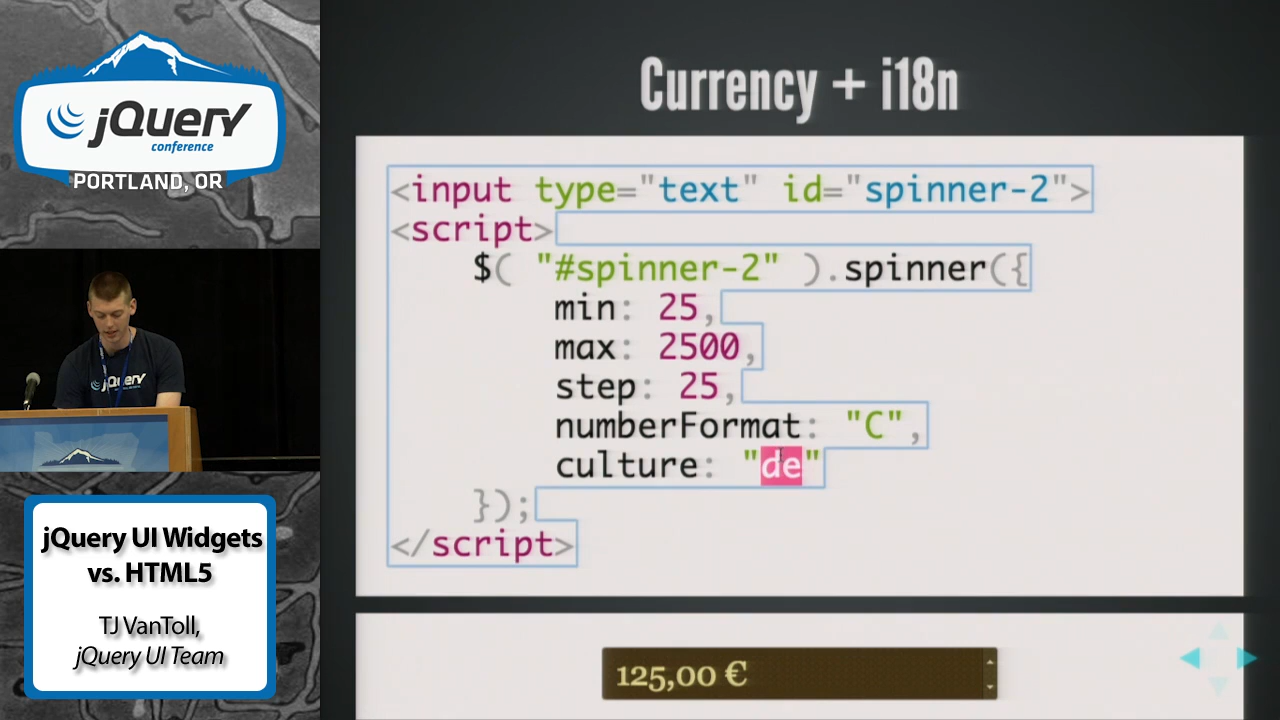 jQuery
conference
PORTLAND, OR
jQuery
jQuery UI Widgets
vs. HTML5
TJ VanToll,
jQuery UI Team
Currency + i18n
<input type="text" id="spinner-2">
<script>
$( "#spinner-2" ).spinner({
min: 25,
max: 2500,
step: 25,
numberFormat: "C",
culture: "de"
});
</script>
125,00 €